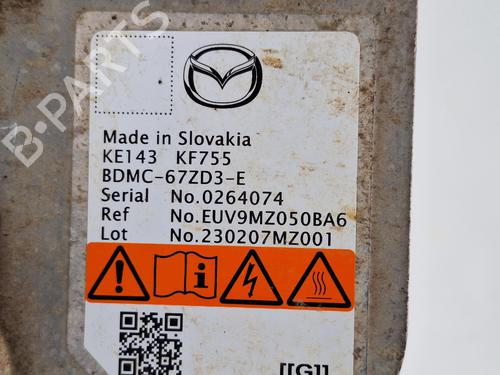 B-PARTS
Made in Slovakia
KE143 KF755
BDMC-67ZD3-E
Serial No.0264074
Ref No.EUV9MZ050BA6
Lot No.230207MZ001
[[G]]